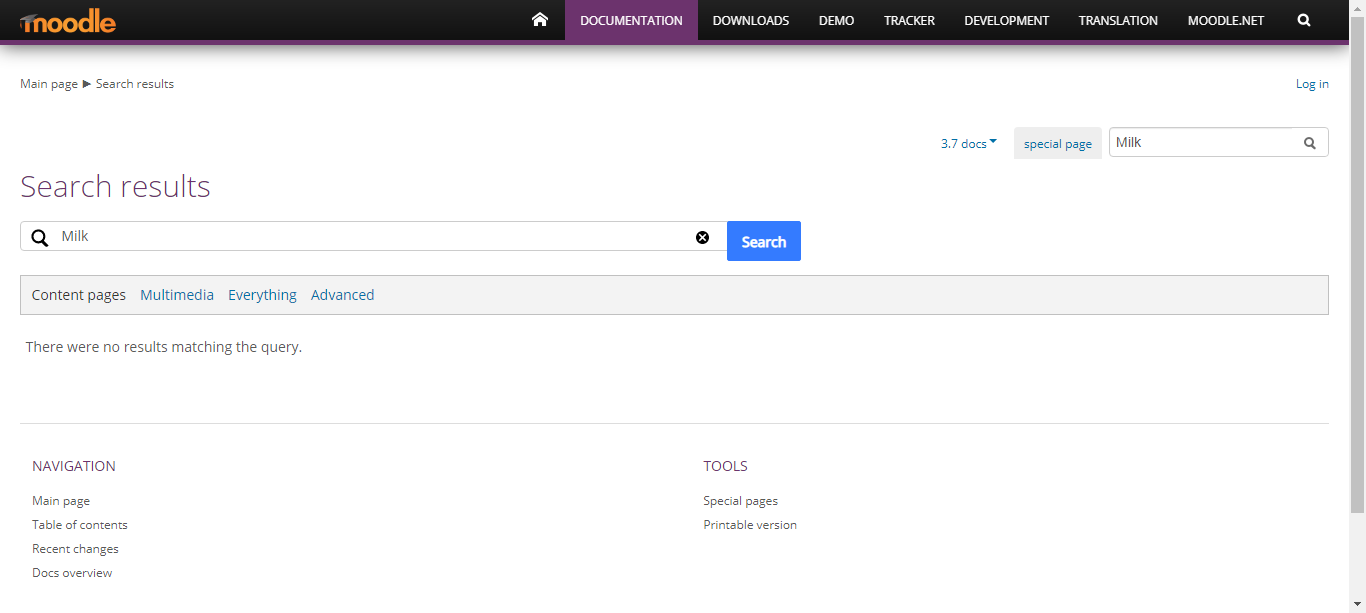 moodle DOCUMENTATION DOWNLOADS DEMO TRACKER DEVELOPMENT TRANSLATION MOODLE.NET
Main page ► Search results Log in
3.7 docs special page Milk
Search results
Milk Search
Content pages Multimedia Everything Advanced
There were no results matching the query.
NAVIGATION
Main page
Table of contents
Recent changes
Docs overview
TOOLS
Special pages
Printable version